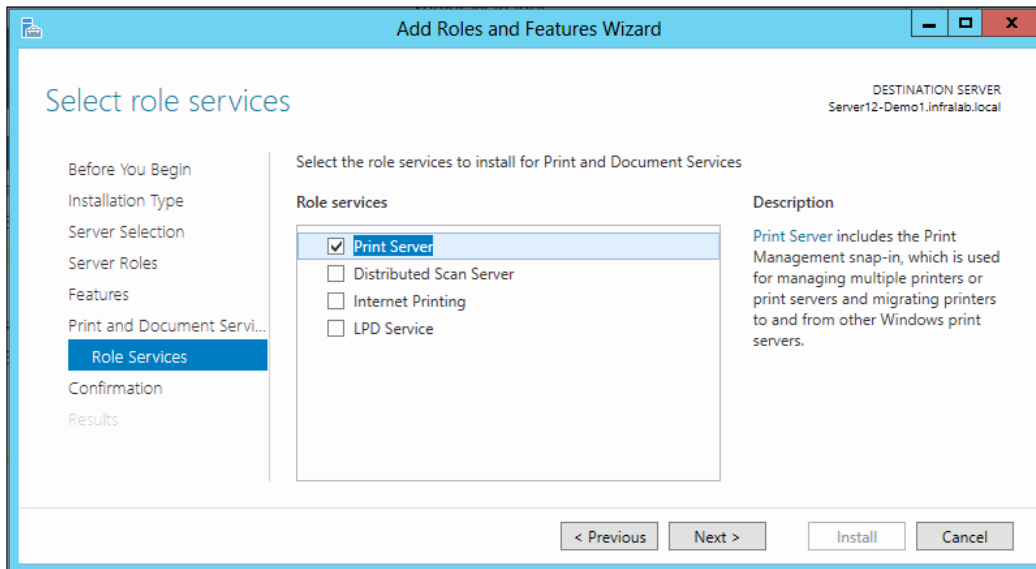 Add Roles and Features Wizard
Select role services
DESTINATION SERVER
Server12-Demo1.infralab.local
Before You Begin
Installation Type
Server Selection
Server Roles
Features
Print and Document Servi...
Role Services
Confirmation
Results
Select the role services to install for Print and Document Services
Role services
Print Server
Distributed Scan Server
Internet Printing
LPD Service
Description
Print Server includes the Print
Management snap-in, which is used
for managing multiple printers or
print servers and migrating printers
to and from other Windows print
servers.
< Previous
Next >
Install
Cancel